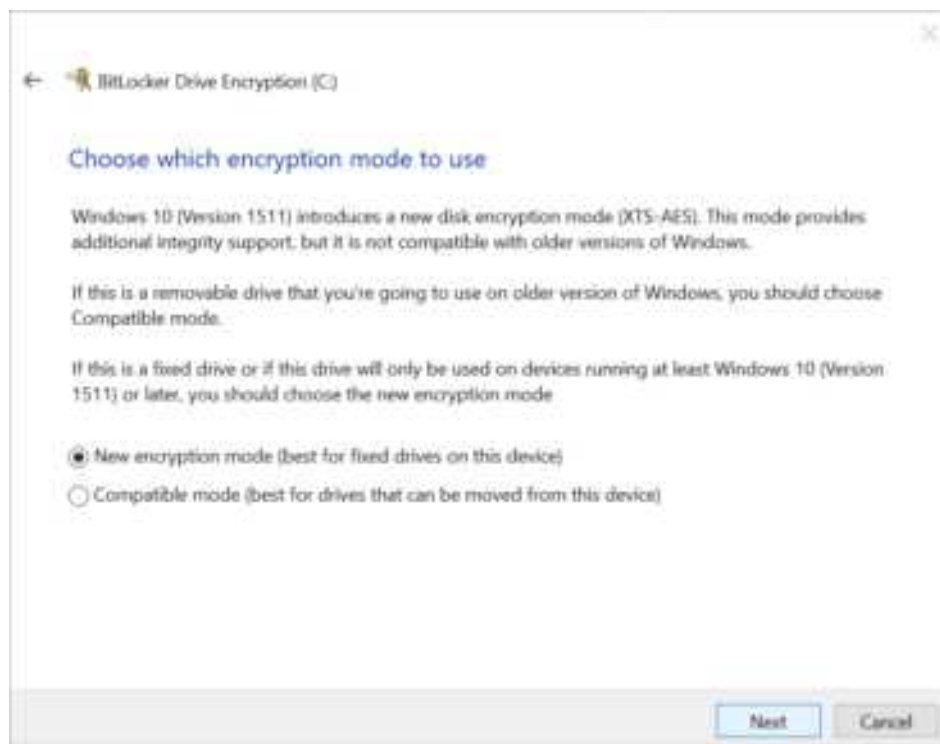 BitLocker Drive Encryption (C:)
Choose which encryption mode to use
Windows 10 (Version 1511) introduces a new disk encryption mode (XTS-AES). This mode provides
additional integrity support, but it is not compatible with older versions of Windows.
If this is a removable drive that you're going to use on older version of Windows, you should choose
Compatible mode.
If this is a fixed drive or if this drive will only be used on devices running at least Windows 10 (Version
1511) or later, you should choose the new encryption mode
New encryption mode (best for fixed drives on this device)
Compatible mode (best for drives that can be moved from this device)
Next Cancel